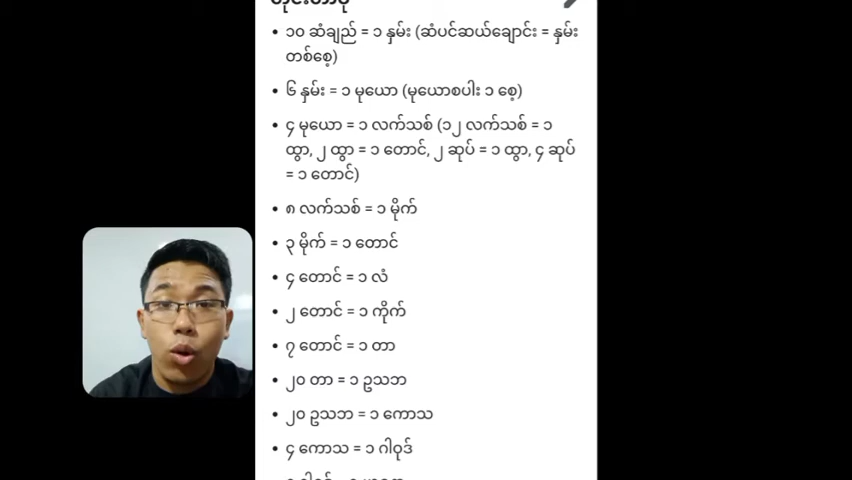 • ၁၀ ဆံချည် = ၁ နှမ်း (ဆံပင်ဆယ်ချောင်း = နှမ်း
တစ်စေ့)
• ၆ နှမ်း = ၁ မုယော (မုယောစပါး ၁ စေ့)
• ၄ မုယော = ၁ လက်သစ် (၁၂ လက်သစ် = ၁
ထွာ, ၂ ထွာ = ၁ တောင်, ၂ ဆုပ် = ၁ ထွာ, ၄ ဆုပ်
= ၁ တောင်)
• ၈ လက်သစ် = ၁ မိုက်
• ၃ မိုက် = ၁ တောင်
• ၄ တောင် = ၁ လံ
• ၂ တောင် = ၁ ကိုက်
• ၇ တောင် = ၁ တာ
• ၂၀ တာ = ၁ ဥသဘ
• ၂၀ ဥသဘ = ၁ ကောသ
• ၄ ကောသ = ၁ ဂါဝုဒ်